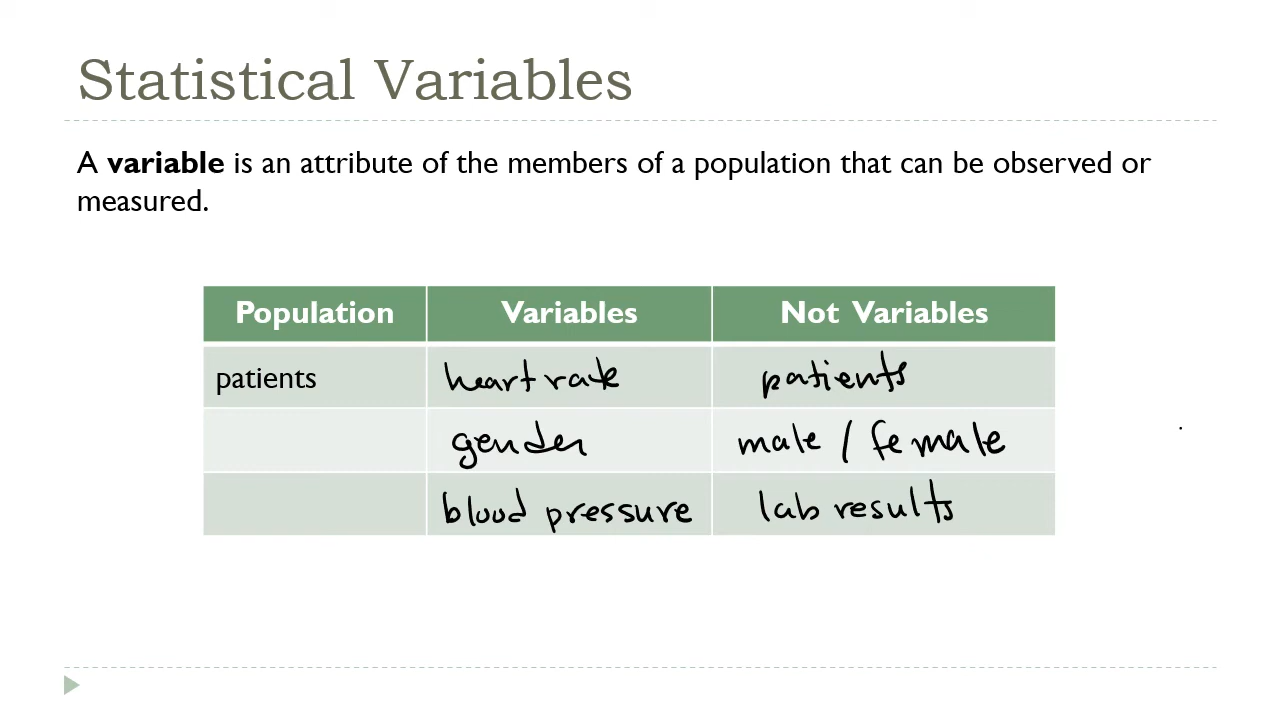 Statistical Variables
A variable is an attribute of the members of a population that can be observed or
measured.
Population Variables Not Variables
patients heart rate patients
gender male / female
blood pressure lab results